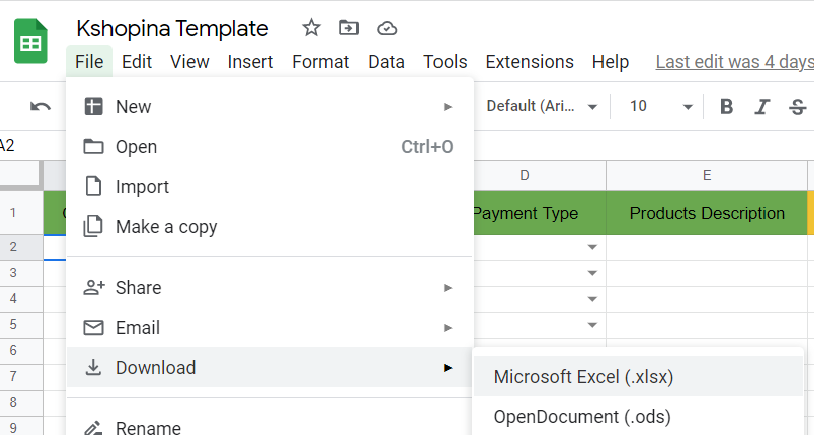 Kshopina Template
File Edit View Insert Format Data Tools Extensions Help Last edit was 4 days
New Default (Ari... 10 B I S
A2 Open Ctrl+O
Import D E
1 Make a copy Payment Type Products Description
2
3 Share
4
5 Email
6
7 Download Microsoft Excel (.xlsx)
8
9 Rename OpenDocument (.ods)